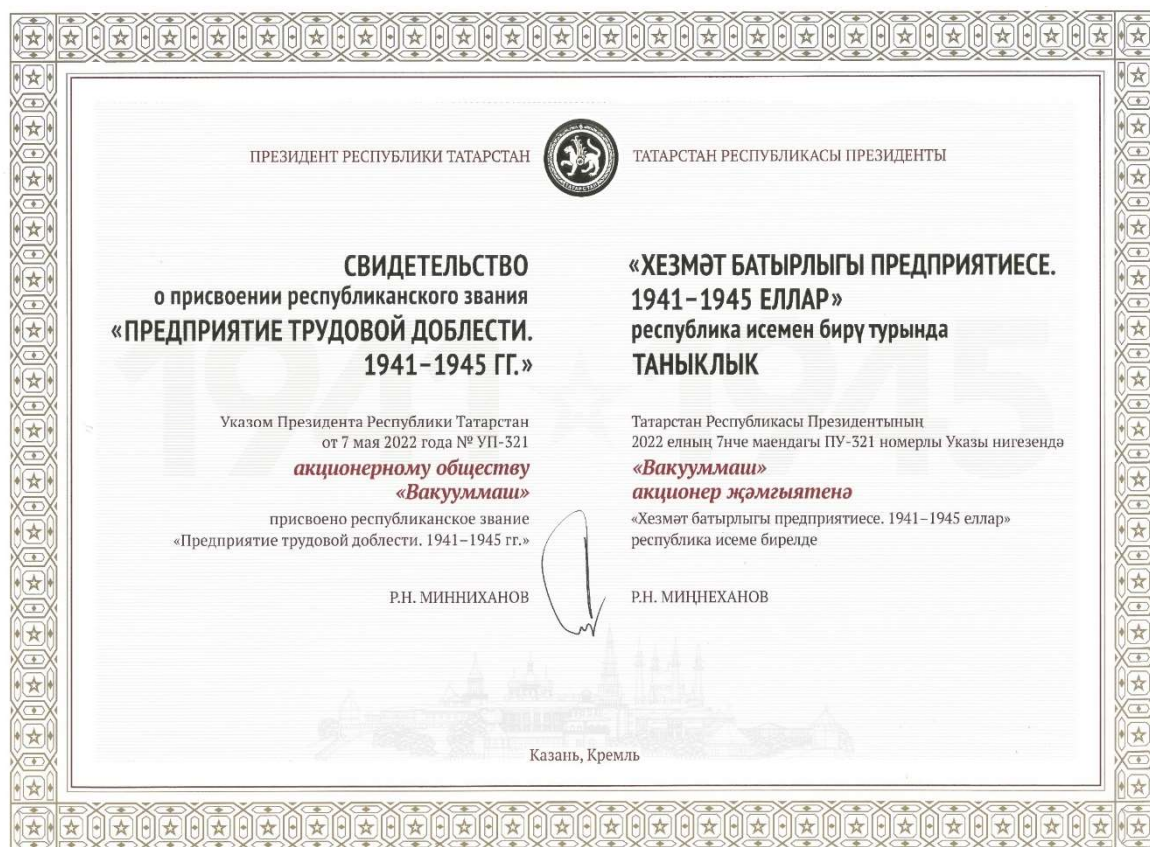 ПРЕЗИДЕНТ РЕСПУБЛИКИ ТАТАРСТАН
ТАТАРСТАН
ТАТАРСТАН РЕСПУБЛИКАСЫ ПРЕЗИДЕНТЫ
СВИДЕТЕЛЬСТВО
о присвоении республиканского звания
«ПРЕДПРИЯТИЕ ТРУДОВОЙ ДОБЛЕСТИ.
1941–1945 ГГ.»
Указом Президента Республики Татарстан
от 7 мая 2022 года № УП-321
акционерному обществу
«Вакууммаш»
присвоено республиканское звание
«Предприятие трудовой доблести. 1941–1945 гг.»
Р.Н. МИННИХАНОВ
«ХЕЗМӘТ БАТЫРЛЫГЫ ПРЕДПРИЯТИЕСЕ.
1941–1945 ЕЛЛАР»
республика исемен бирү турында
ТАНЫКЛЫК
Татарстан Республикасы Президентының
2022 елның 7нче маендагы ПУ-321 номерлы Указы нигезендә
«Вакууммаш»
акционер җәмгыятенә
«Хезмәт батырлыгы предприятиесе. 1941–1945 еллар»
республика исеме бирелде
Р.Н. МИҢНЕХАНОВ
1941 1945
Казань, Кремль